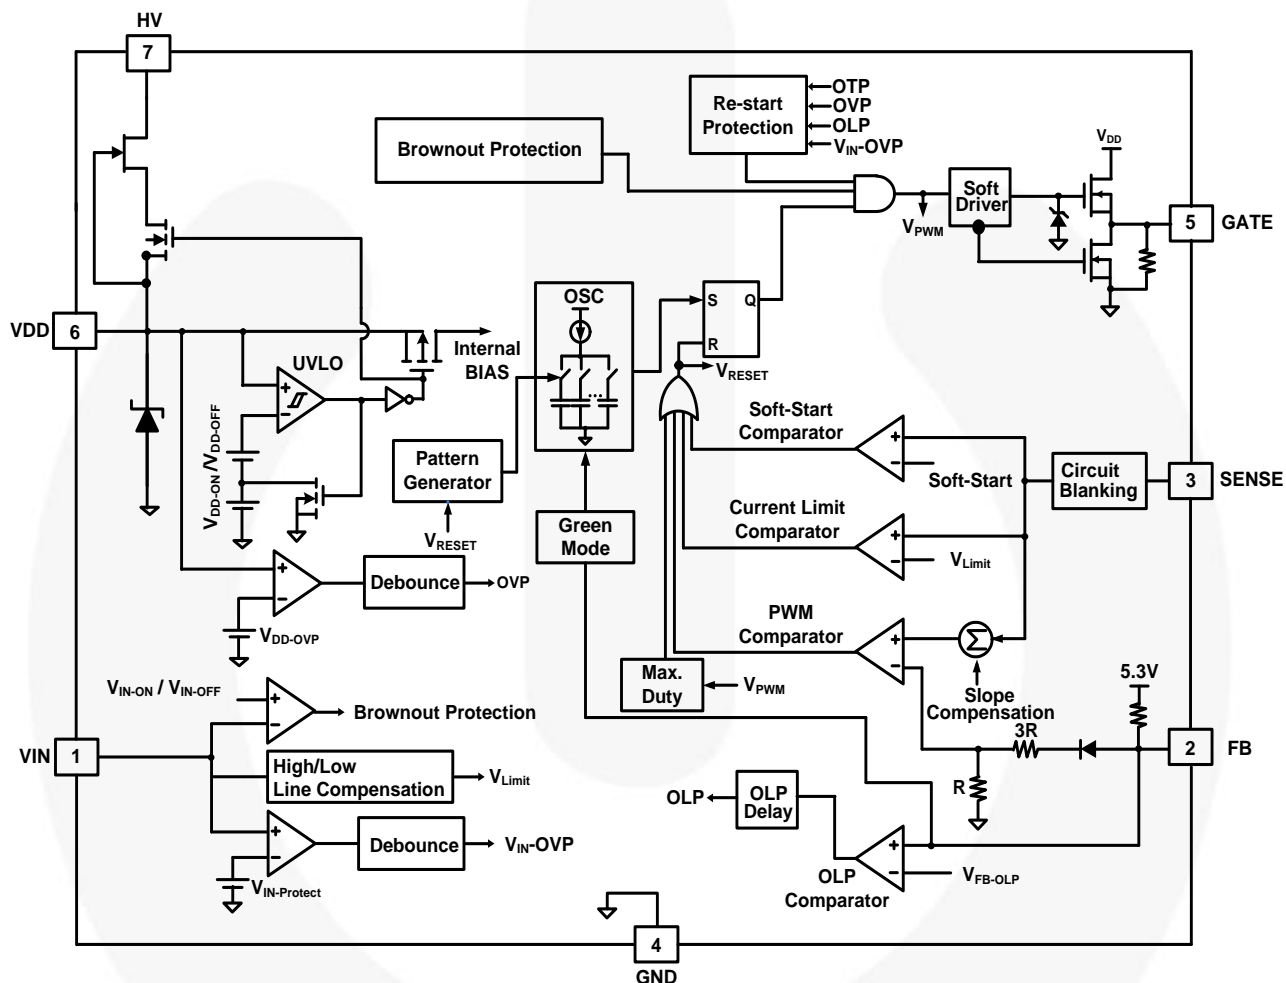 HV
7
Re-start
Protection
OTP
OVP
OLP
VIN-OVP
Brownout Protection
VDD
Soft
Driver
VPWM
5
GATE
OSC
S
Q
R
VRESET
VDD
6
UVLO
Internal
BIAS
+
−
VDD-ON / VDD-OFF
Pattern
Generator
VRESET
Green
Mode
Soft-Start
Comparator
+
−
Soft-Start
Circuit
Blanking
3
SENSE
Current Limit
Comparator
+
−
VLimit
+
−
Debounce
OVP
VDD-OVP
PWM
Comparator
+
−
Σ
Slope
Compensation
Max.
Duty
VPWM
5.3V
VIN-ON / VIN-OFF
+
−
Brownout Protection
VIN
1
3R
2
FB
High/Low
Line Compensation
VLimit
R
OLP
OLP
Delay
+
−
Debounce
VIN-OVP
VIN-Protect
+
−
OLP
Comparator
VFB-OLP
4
GND